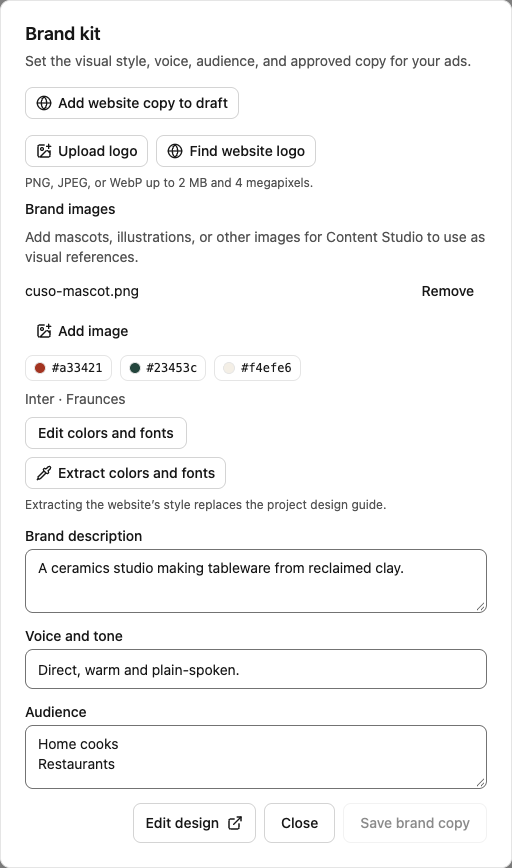 Brand kit
Set the visual style, voice, audience, and approved copy for your ads.
Add website copy to draft
Upload logo
Find website logo
PNG, JPEG, or WebP up to 2 MB and 4 megapixels.
Brand images
Add mascots, illustrations, or other images for Content Studio to use as
visual references.
cuso-mascot.png
Remove
Add image
#a33421
#23453c
#f4efe6
Inter · Fraunces
Edit colors and fonts
Extract colors and fonts
Extracting the website’s style replaces the project design guide.
Brand description
A ceramics studio making tableware from reclaimed clay.
Voice and tone
Direct, warm and plain-spoken.
Audience
Home cooks
Restaurants
Edit design
Close
Save brand copy